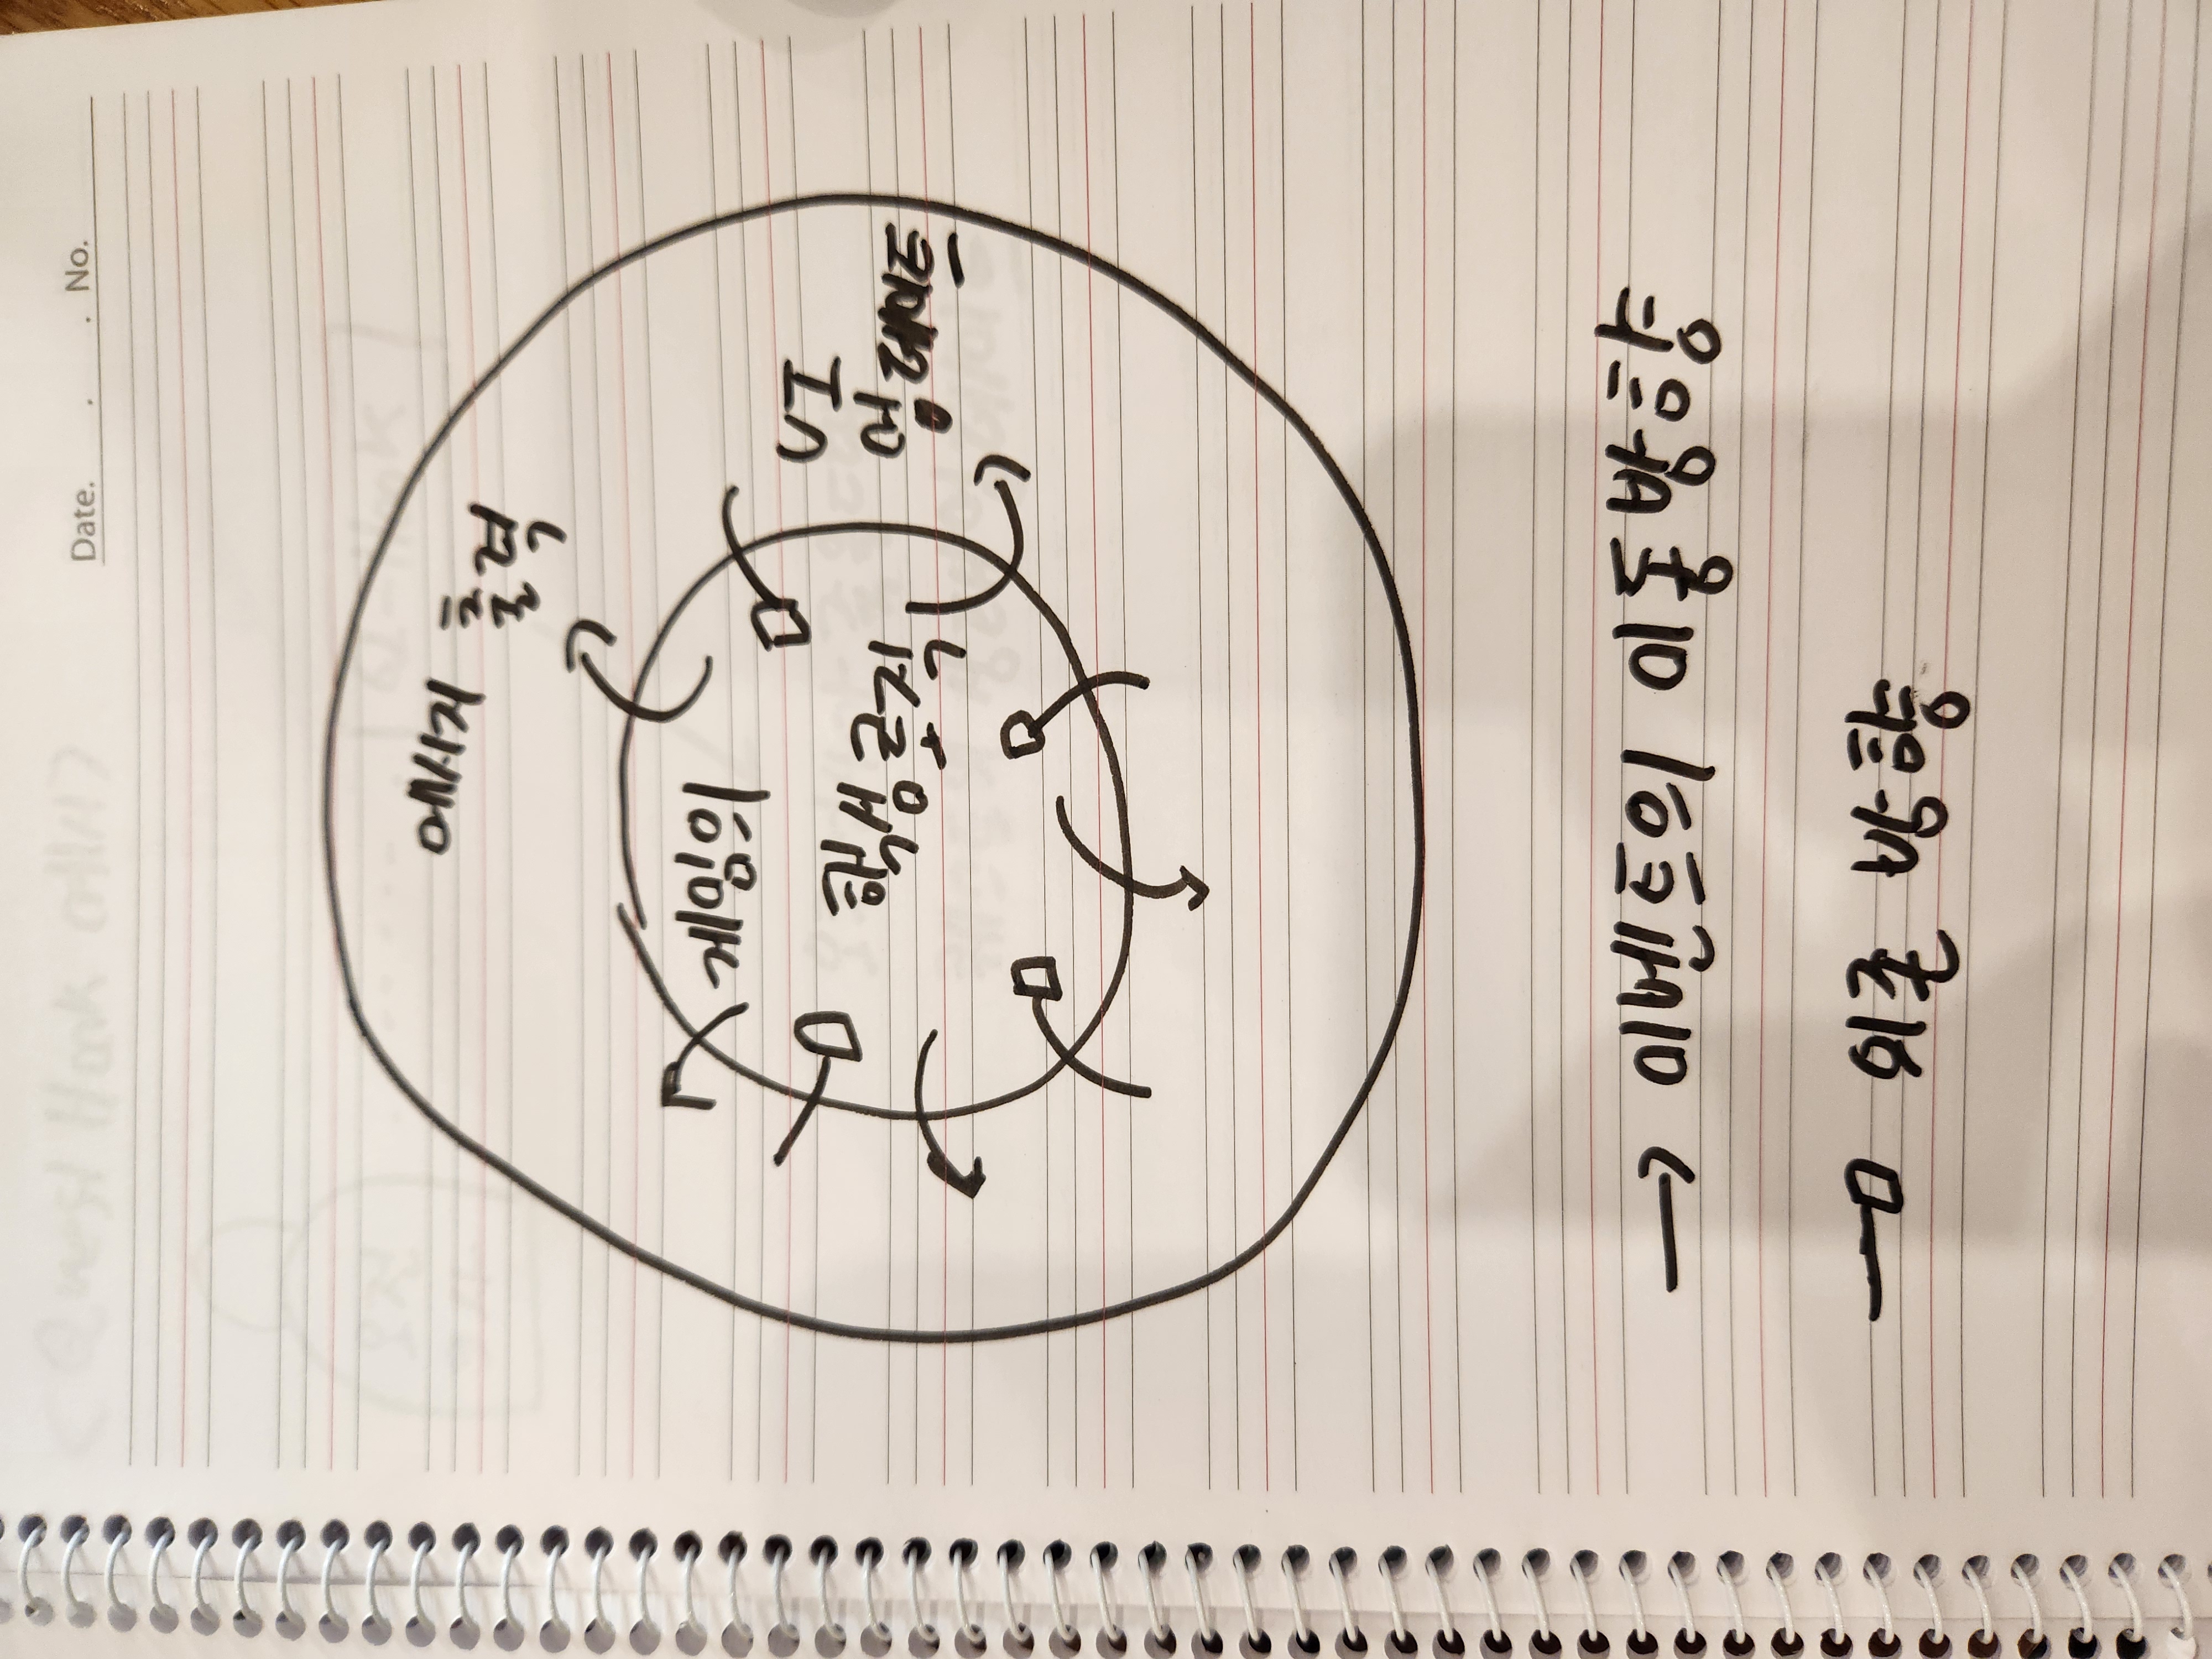 Date. . . No.
메시지 출력
게임의
핵심로직
UI
업데이트
→ 이벤트의 이동방향
의존 방향